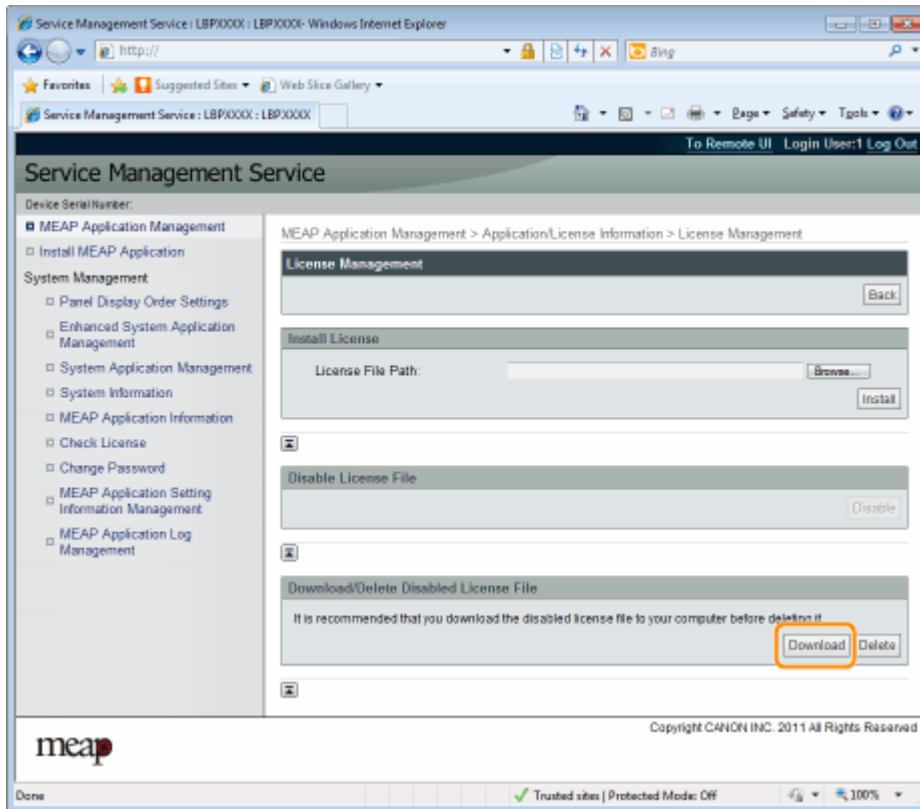 Service Management Service : LBPXXXX : LBPXXXX- Windows Internet Explorer
http://
Bing
Favorites Suggested Sites Web Slice Gallery
Service Management Service : LBPXXXX : LBPXXXX
Page Safety Tools
To Remote UI Login User:1 Log Out
Service Management Service
Device Serial Number:
MEAP Application Management
Install MEAP Application
System Management
Panel Display Order Settings
Enhanced System Application
Management
System Application Management
System Information
MEAP Application Information
Check License
Change Password
MEAP Application Setting
Information Management
MEAP Application Log
Management
MEAP Application Management > Application/License Information > License Management
License Management
Back
Install License
License File Path:
Browse...
Install
Disable License File
Disable
Download/Delete Disabled License File
It is recommended that you download the disabled license file to your computer before deleting it.
Download Delete
meap
Copyright CANON INC. 2011 All Rights Reserved
Done
Trusted sites | Protected Mode: Off
100%